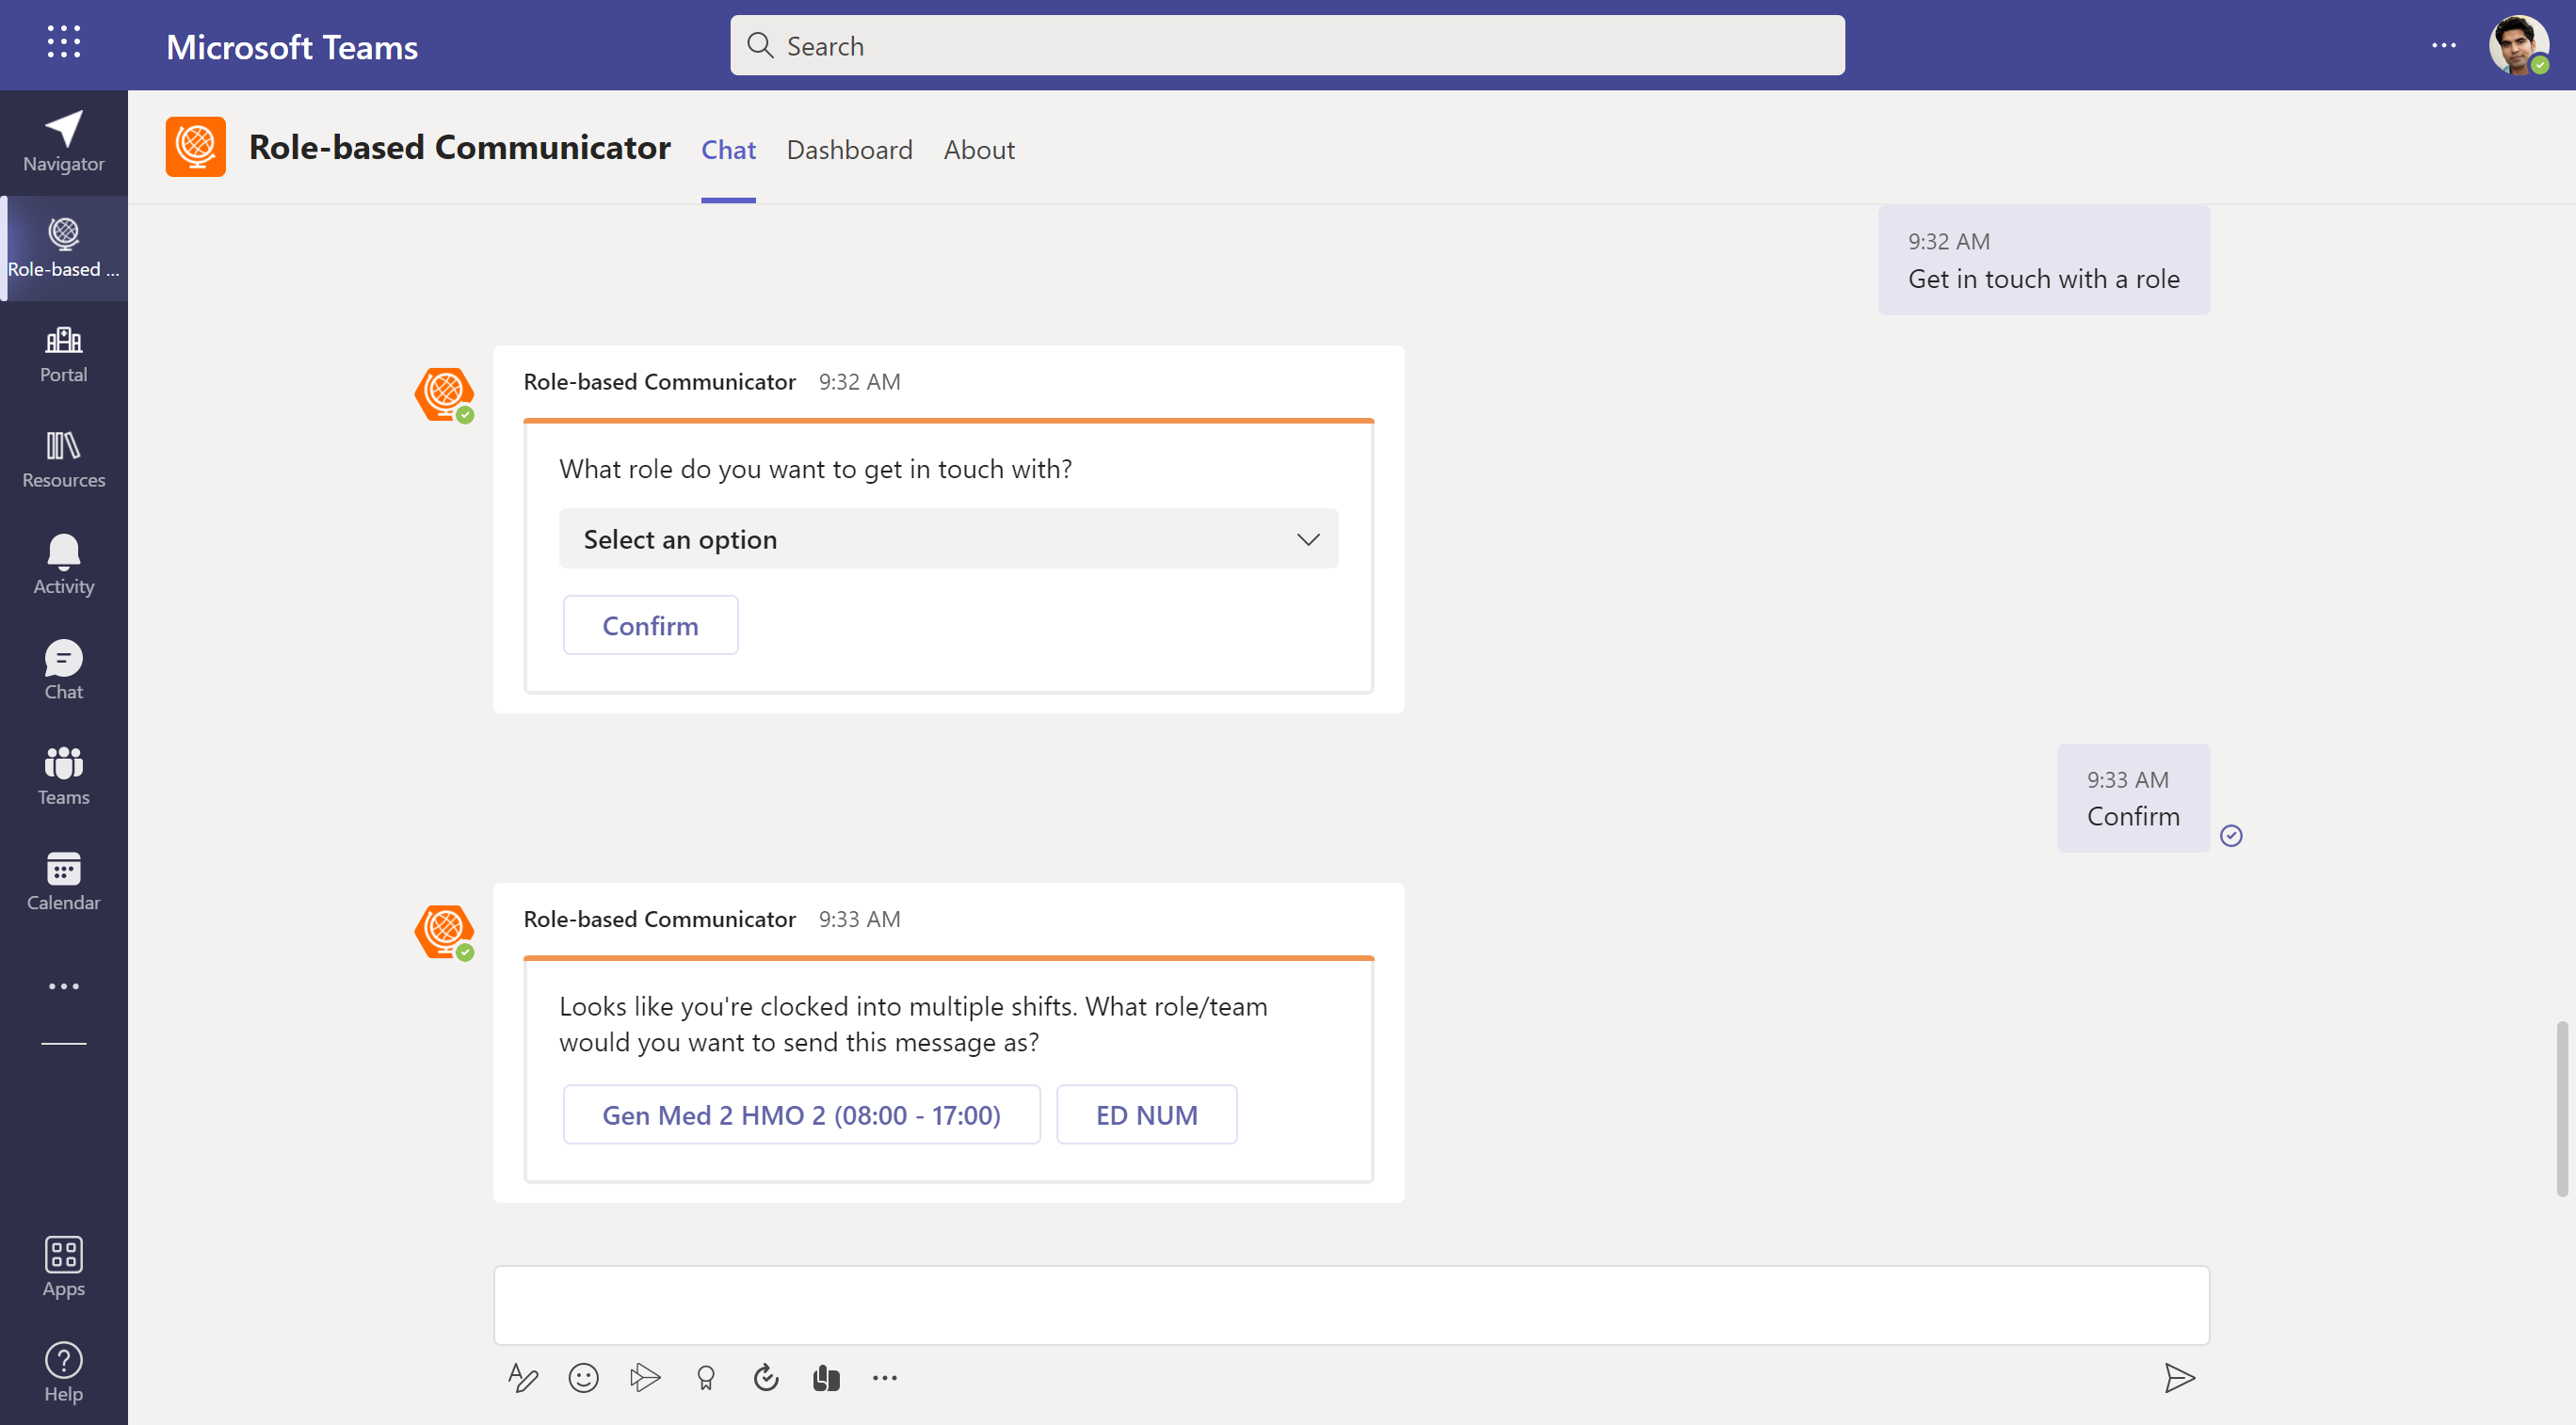 Microsoft Teams
Search
Navigator
Role-based ...
Portal
Resources
Activity
Chat
Teams
Calendar
Apps
Help
Role-based Communicator
Chat
Dashboard
About
9:32 AM
Get in touch with a role
Role-based Communicator 9:32 AM
What role do you want to get in touch with?
Select an option
Confirm
9:33 AM
Confirm
Role-based Communicator 9:33 AM
Looks like you're clocked into multiple shifts. What role/team
would you want to send this message as?
Gen Med 2 HMO 2 (08:00 - 17:00)
ED NUM